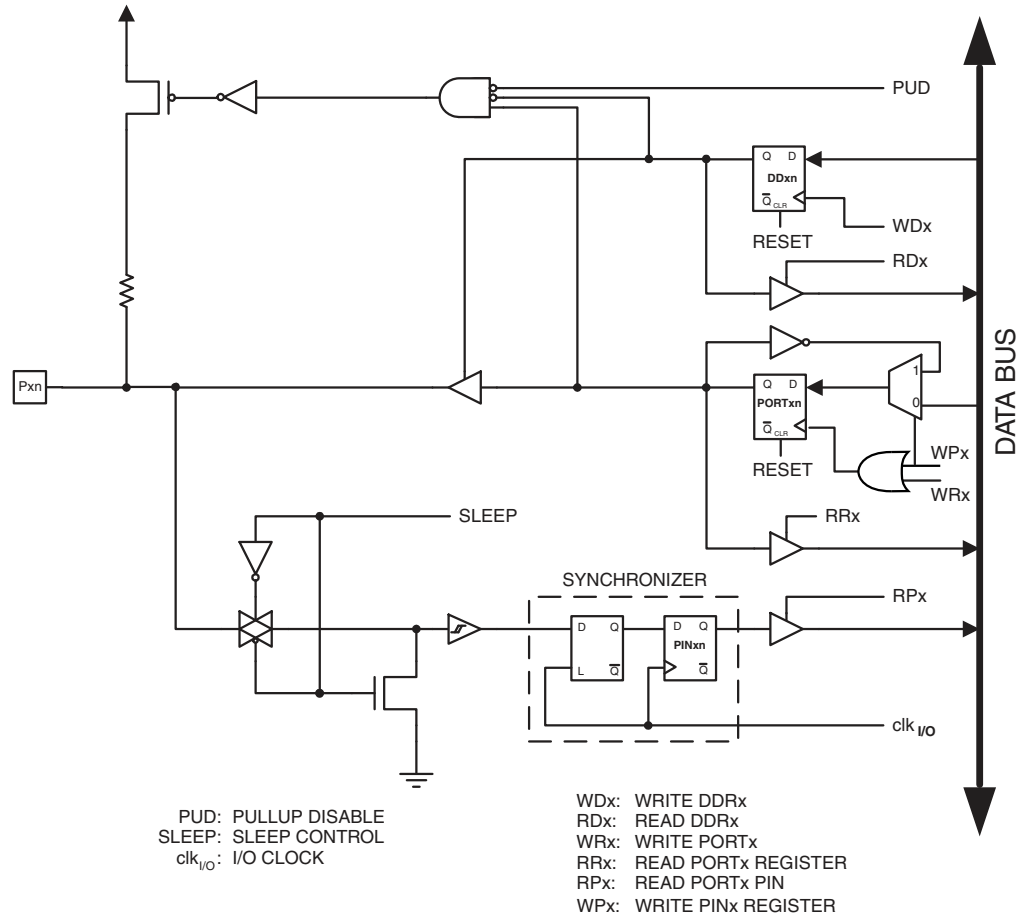 PUD
Q D
DDxn
Q CLR
WDx
RESET
RDx
Pxn
1
Q D
PORTxn
0
Q CLR
WPx
RESET
WRx
DATA BUS
SLEEP
RRx
SYNCHRONIZER
RPx
D Q
L Q
D Q
PINxn
Q
clk I/O
PUD: PULLUP DISABLE
SLEEP: SLEEP CONTROL
clkI/O: I/O CLOCK
WDx: WRITE DDRx
RDx: READ DDRx
WRx: WRITE PORTx
RRx: READ PORTx REGISTER
RPx: READ PORTx PIN
WPx: WRITE PINx REGISTER